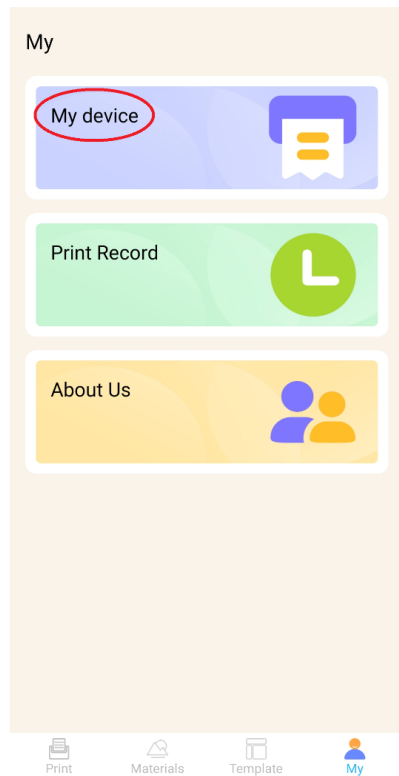 My
My device
Print Record
About Us
Print Materials Template My